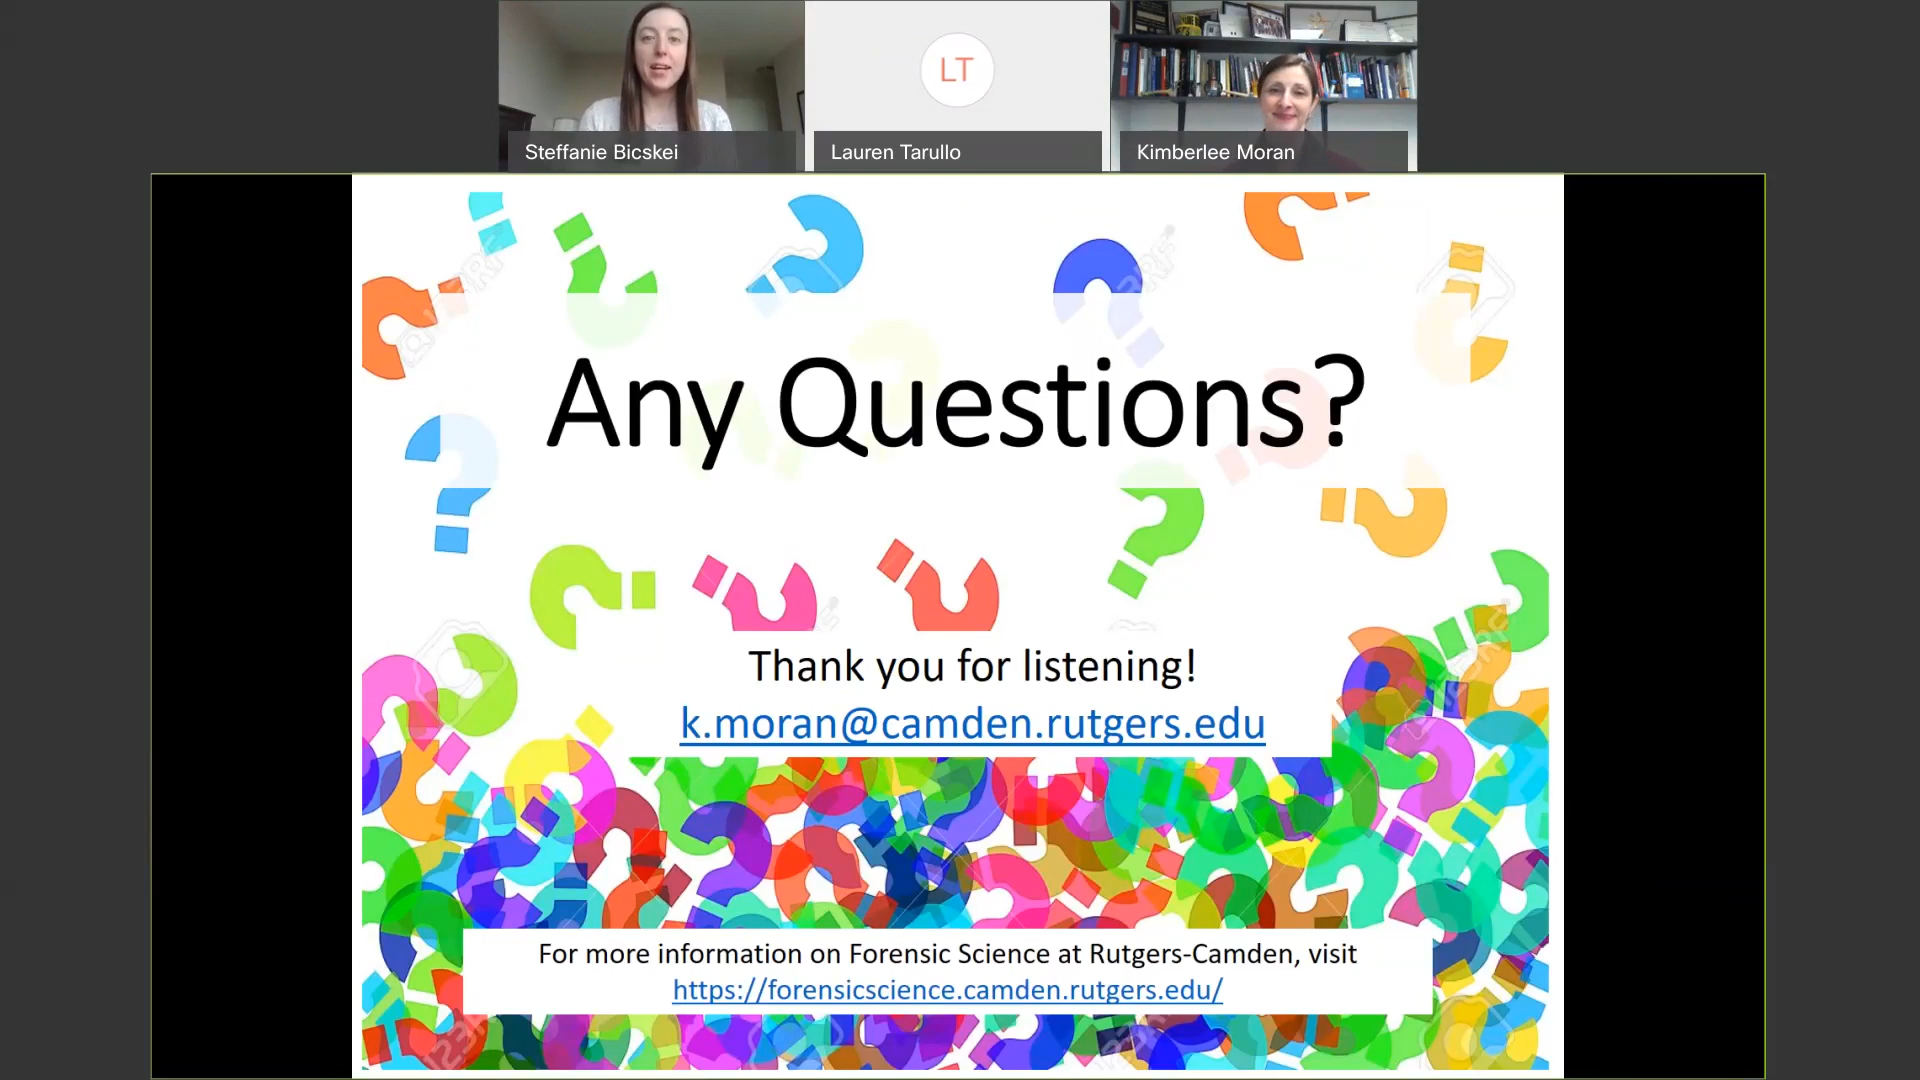 LT
Steffanie Bicskei
Lauren Tarullo
Kimberlee Moran
Any Questions?
Thank you for listening!
k.moran@camden.rutgers.edu
For more information on Forensic Science at Rutgers-Camden, visit
https://forensicscience.camden.rutgers.edu/